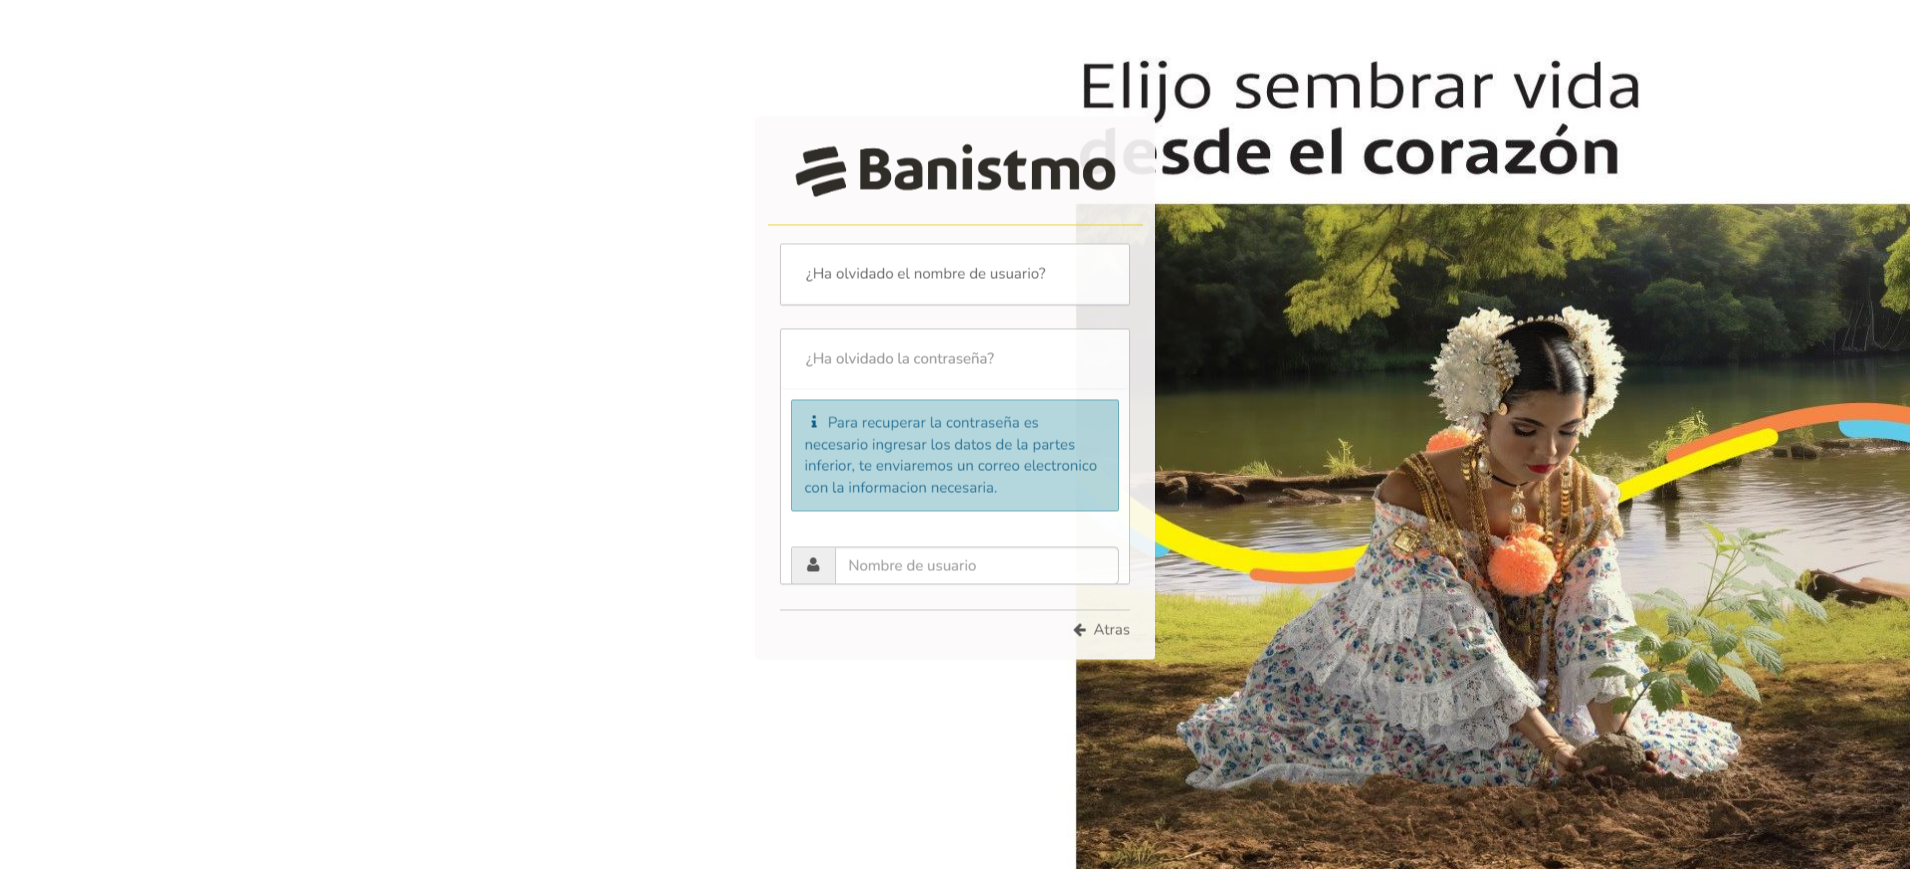 Elijo sembrar vida
desde el corazón
Banistmo
¿Ha olvidado el nombre de usuario?
¿Ha olvidado la contraseña?
Para recuperar la contraseña es
necesario ingresar los datos de la partes
inferior, te enviaremos un correo electronico
con la informacion necesaria.
Nombre de usuario
Atras